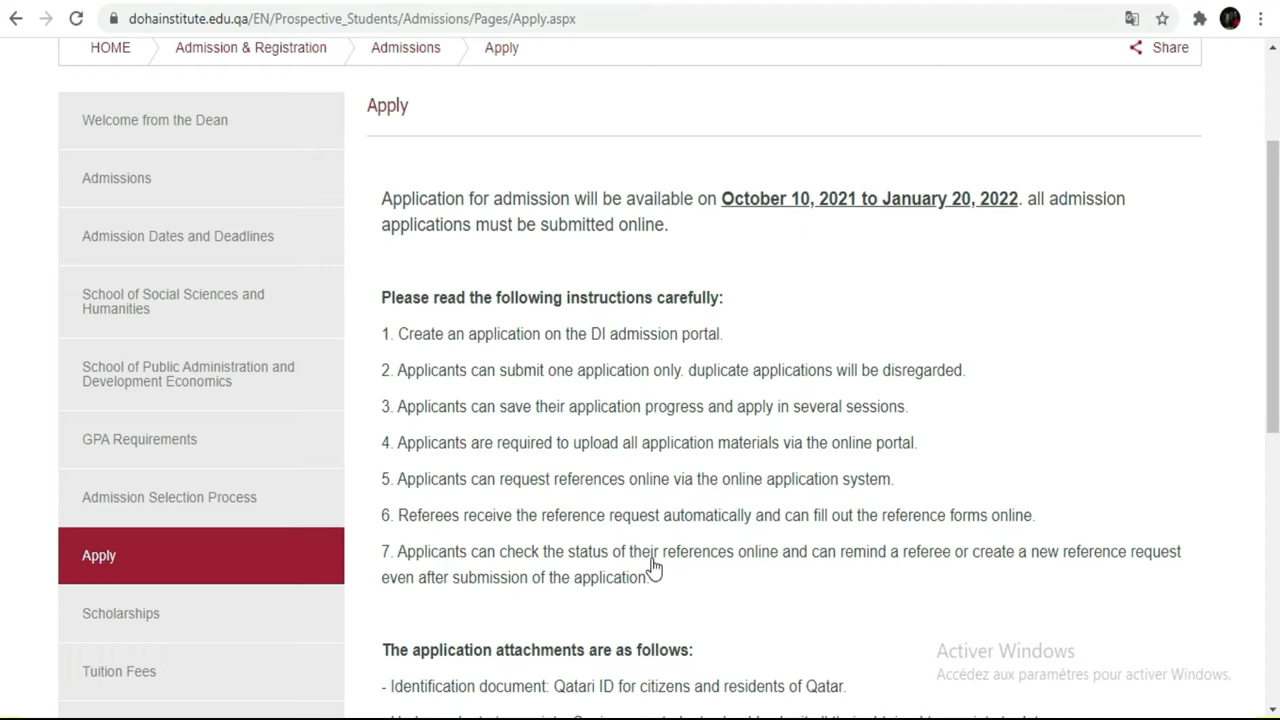 dohainstitute.edu.qa/EN/Prospective_Students/Admissions/Pages/Apply.aspx
HOME
Admission & Registration
Admissions
Apply
Share
Welcome from the Dean
Admissions
Admission Dates and Deadlines
School of Social Sciences and
Humanities
School of Public Administration and
Development Economics
GPA Requirements
Admission Selection Process
Apply
Scholarships
Tuition Fees
Apply
Application for admission will be available on October 10, 2021 to January 20, 2022. all admission
applications must be submitted online.
Please read the following instructions carefully:
1. Create an application on the DI admission portal.
2. Applicants can submit one application only. duplicate applications will be disregarded.
3. Applicants can save their application progress and apply in several sessions.
4. Applicants are required to upload all application materials via the online portal.
5. Applicants can request references online via the online application system.
6. Referees receive the reference request automatically and can fill out the reference forms online.
7. Applicants can check the status of their references online and can remind a referee or create a new reference request
even after submission of the application.
The application attachments are as follows:
- Identification document: Qatari ID for citizens and residents of Qatar.
Activer Windows
Accédez aux paramètres pour activer Windows.